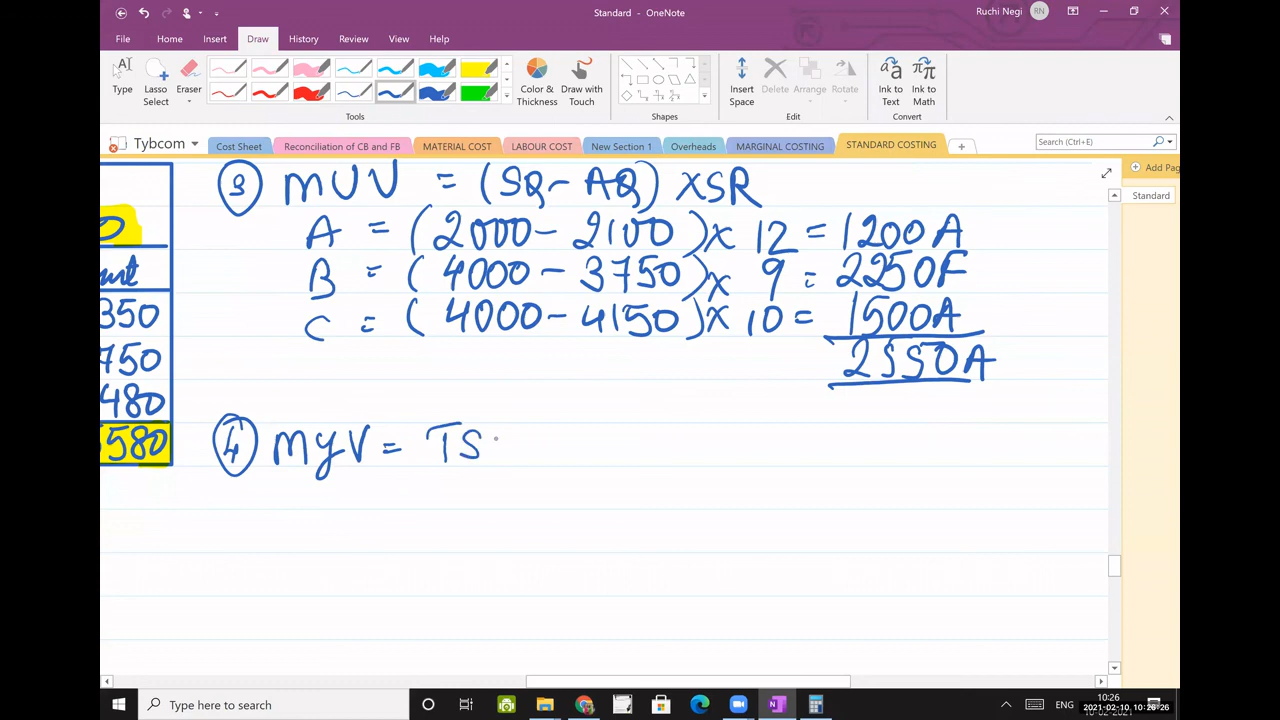 Standard - OneNote
Ruchi Negi RN
File Home Insert Draw History Review View Help
Type Lasso Select Eraser Color & Thickness Draw with Touch Insert Space Delete Arrange Rotate Ink to Text Ink to Math
Tools Shapes Edit Convert
Tybcom Cost Sheet Reconciliation of CB and FB MATERIAL COST LABOUR COST New Section 1 Overheads MARGINAL COSTING STANDARD COSTING Search (Ctrl+E)
Add Pag
Standard
3 MUV = (SQ - AQ) X SR
A = (2000 - 2100) X 12 = 1200 A
B = (4000 - 3750) X 9 = 2250 F
C = (4000 - 4150) X 10 = 1500 A
350
750
480
580
4 MYV = TS
Type here to search
ENG 10:26
2021-02-10, 10:26:26